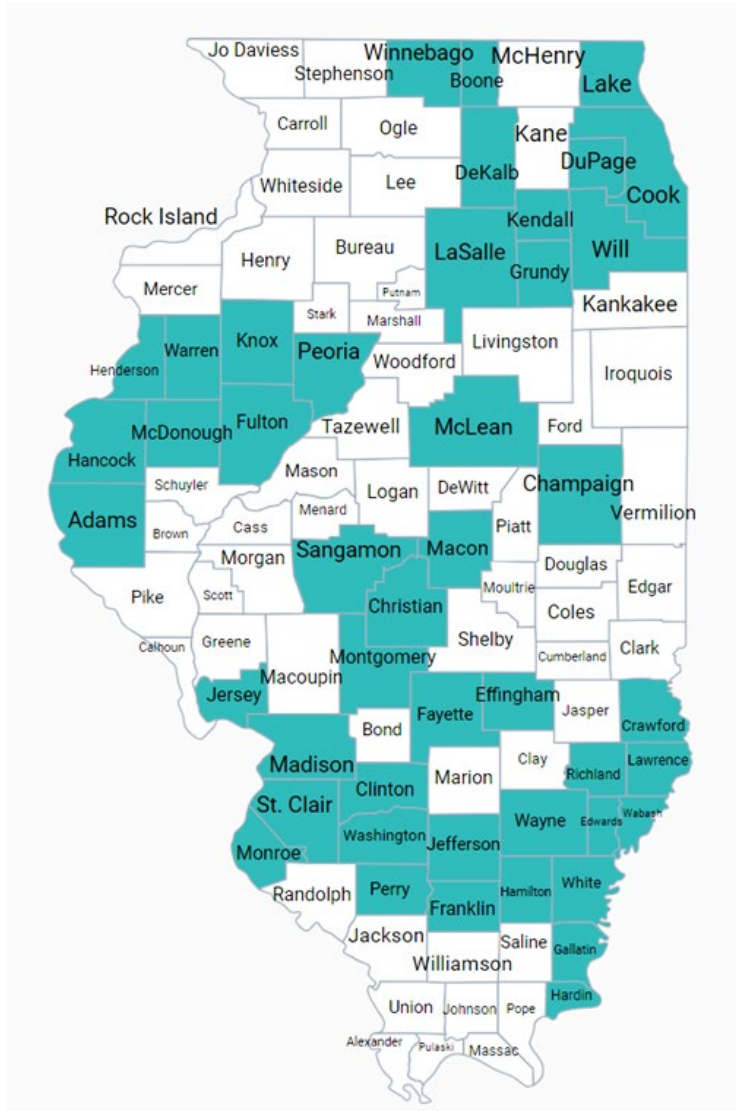 Jo Daviess
Stephenson
Winnebago
Boone
McHenry
Lake
Carroll
Ogle
DeKalb
Kane
DuPage
Cook
Whiteside
Lee
Rock Island
Kendall
Henry
Bureau
LaSalle
Grundy
Will
Mercer
Putnam
Kankakee
Stark
Marshall
Henderson
Warren
Knox
Peoria
Woodford
Livingston
Iroquois
Hancock
McDonough
Fulton
Tazewell
McLean
Ford
Schuyler
Mason
Logan
DeWitt
Champaign
Vermilion
Adams
Brown
Cass
Menard
Piatt
Sangamon
Macon
Morgan
Douglas
Pike
Scott
Christian
Moultrie
Edgar
Coles
Calhoun
Greene
Macoupin
Montgomery
Shelby
Cumberland
Clark
Jersey
Fayette
Effingham
Jasper
Crawford
Bond
Madison
Marion
Clay
Richland
Lawrence
St. Clair
Clinton
Wayne
Edwards
Wabash
Monroe
Washington
Jefferson
Randolph
Perry
Franklin
Hamilton
White
Jackson
Williamson
Saline
Gallatin
Union
Johnson
Pope
Hardin
Alexander
Pulaski
Massac